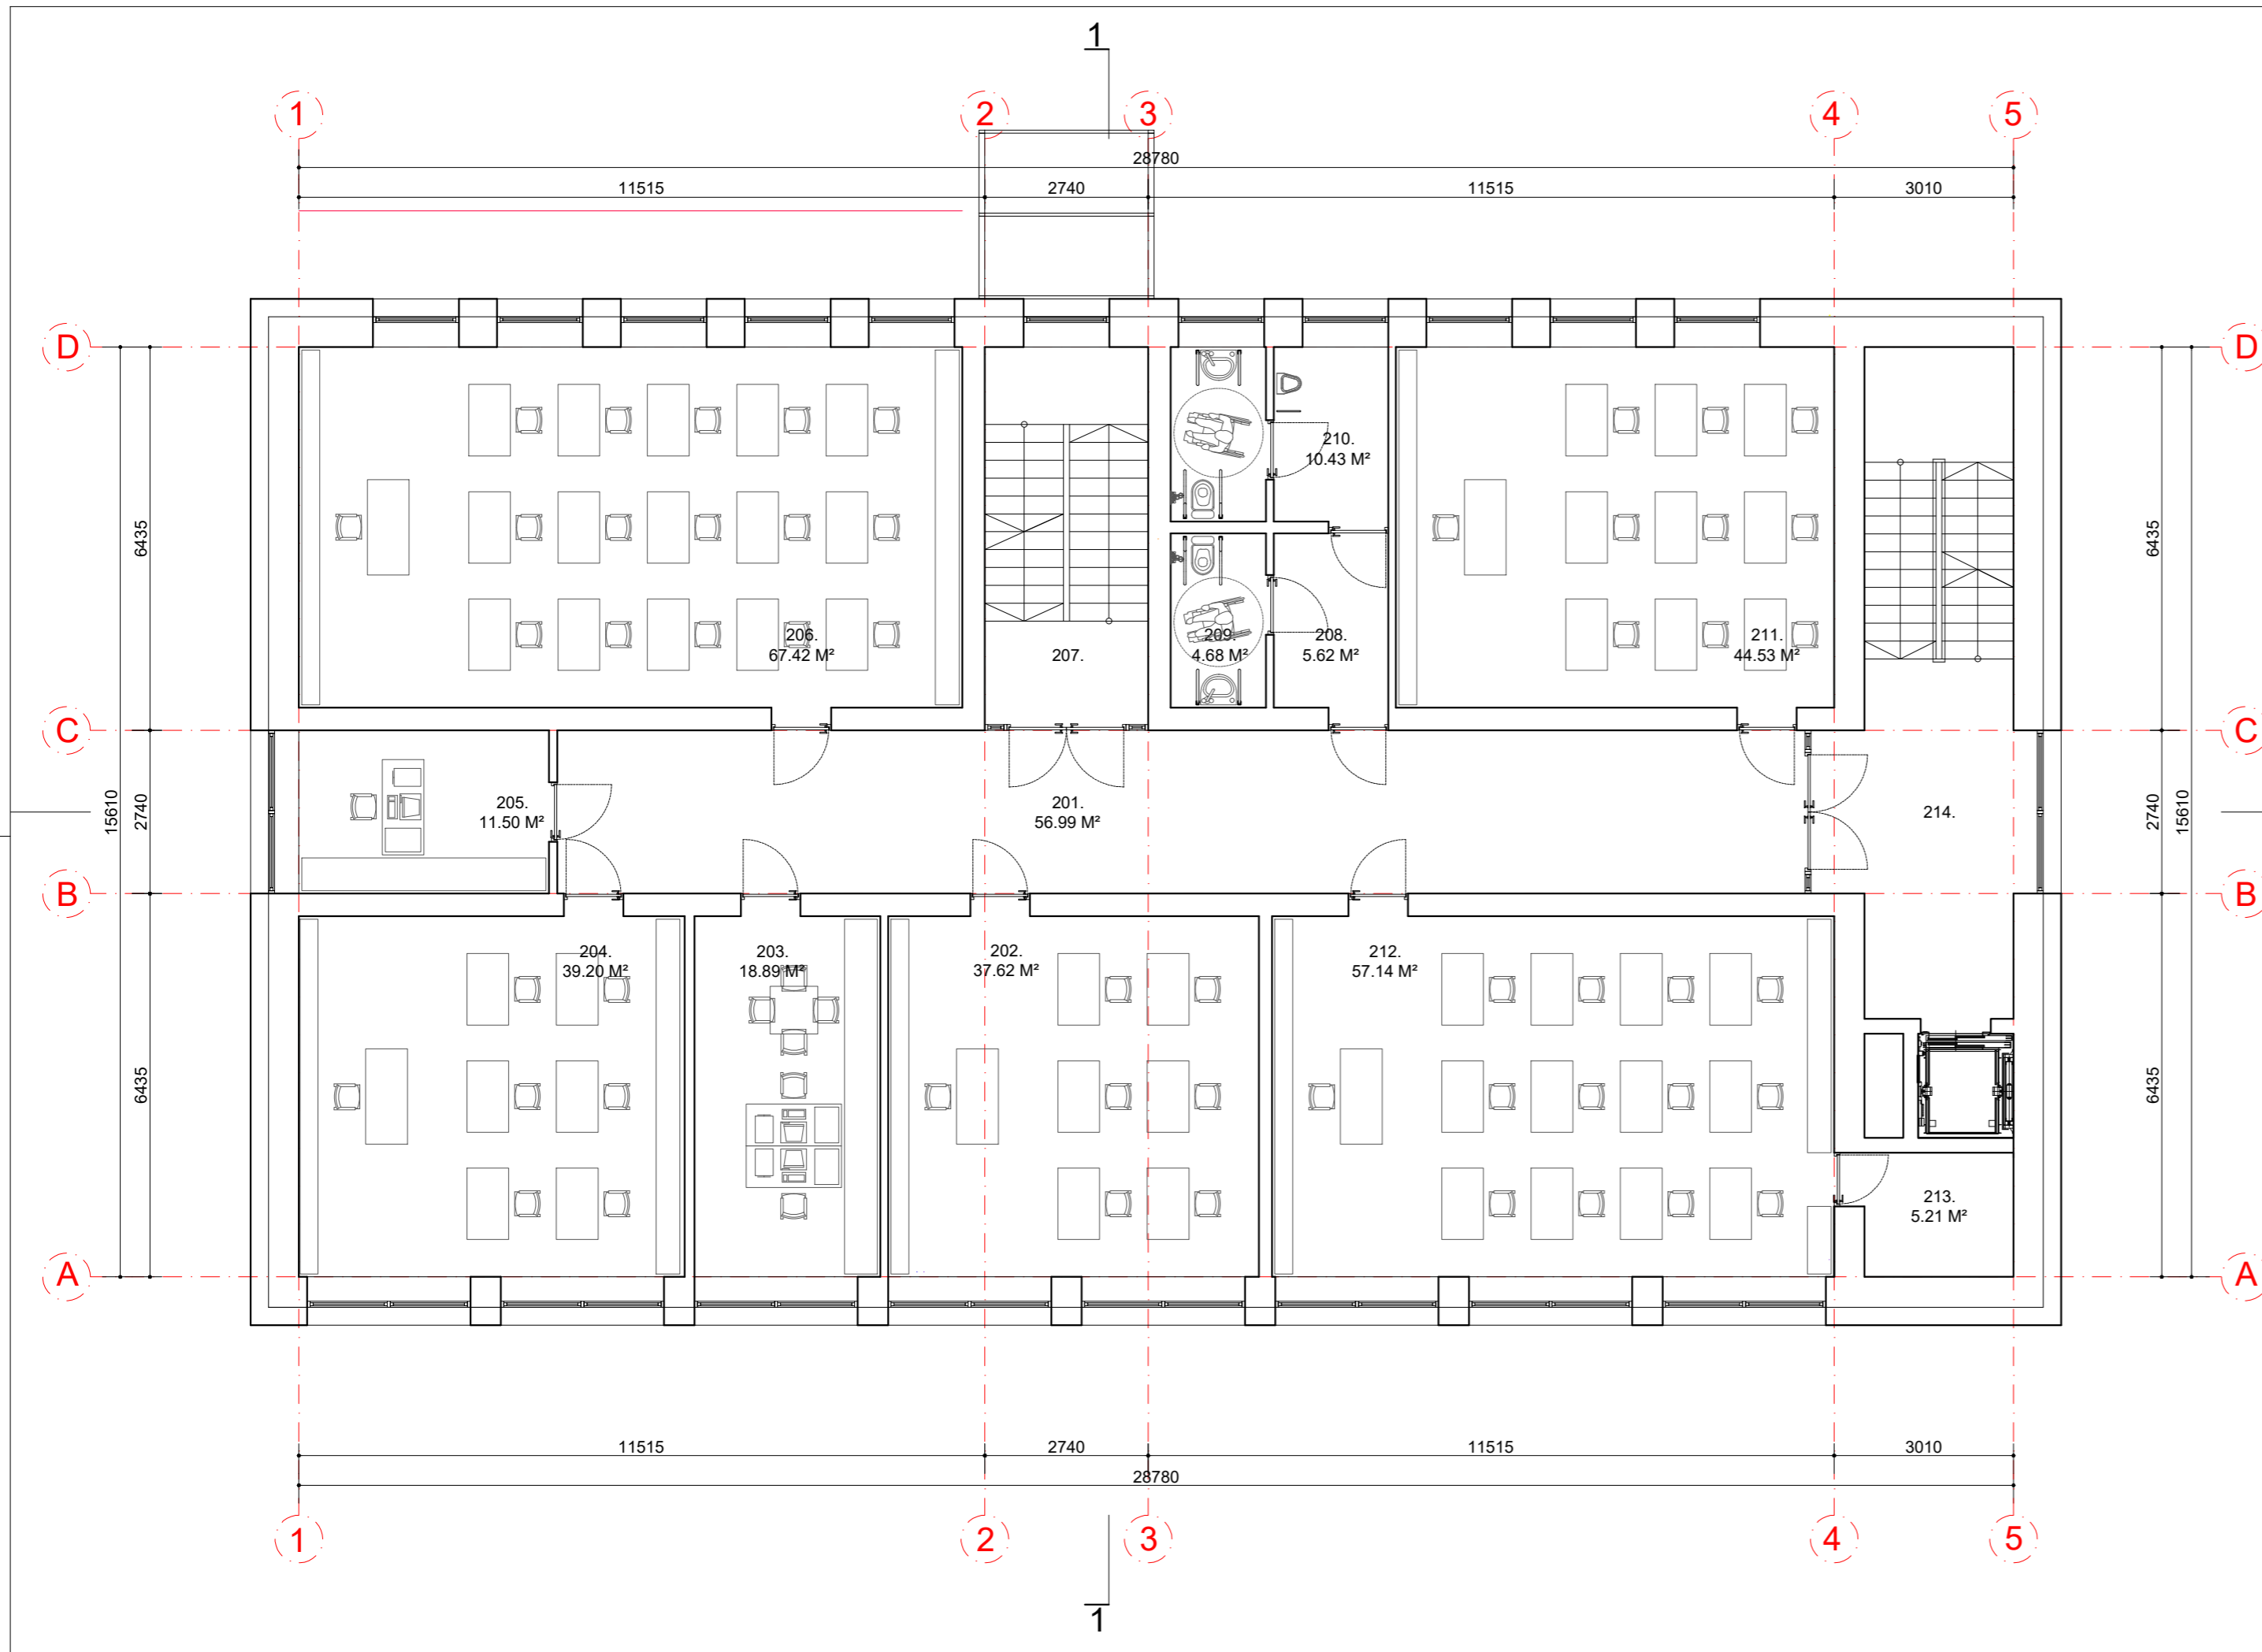 1
1
2
3
4
5
28780
11515
2740
11515
3010
D
D
6435
6435
206.
67.42 M²
207.
210.
10.43 M²
209.
4.68 M²
208.
5.62 M²
211.
44.53 M²
C
C
15610
2740
205.
11.50 M²
201.
56.99 M²
214.
2740
15610
B
B
204.
39.20 M²
203.
18.89 M²
202.
37.62 M²
212.
57.14 M²
6435
6435
213.
5.21 M²
A
A
11515
2740
11515
3010
28780
1
2
3
4
5
1